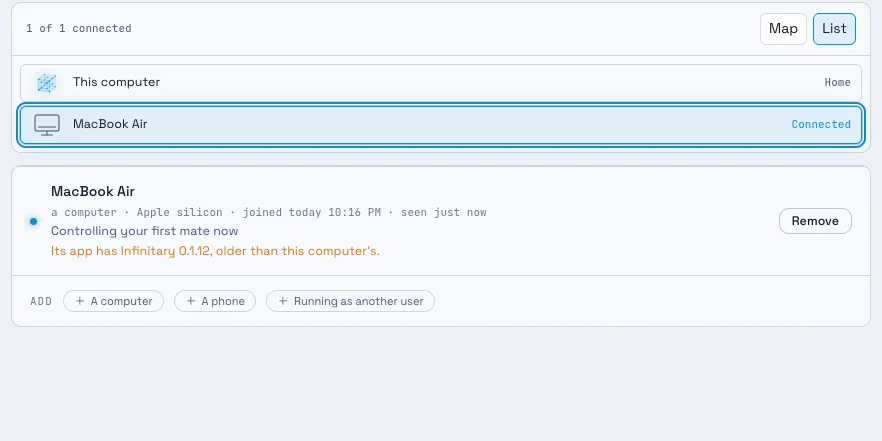 1 of 1 connected
Map
List
This computer
Home
MacBook Air
Connected
MacBook Air
a computer · Apple silicon · joined today 10:16 PM · seen just now
Controlling your first mate now
Its app has Infinitary 0.1.12, older than this computer's.
Remove
ADD
+ A computer
+ A phone
+ Running as another user